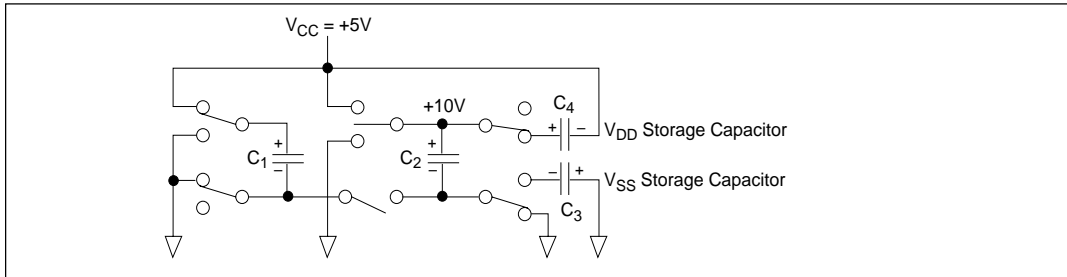 V_CC = +5V
+10V
C_4
+ −
V_DD Storage Capacitor
+
C_1
−
+
C_2
−
− +
V_SS Storage Capacitor
C_3